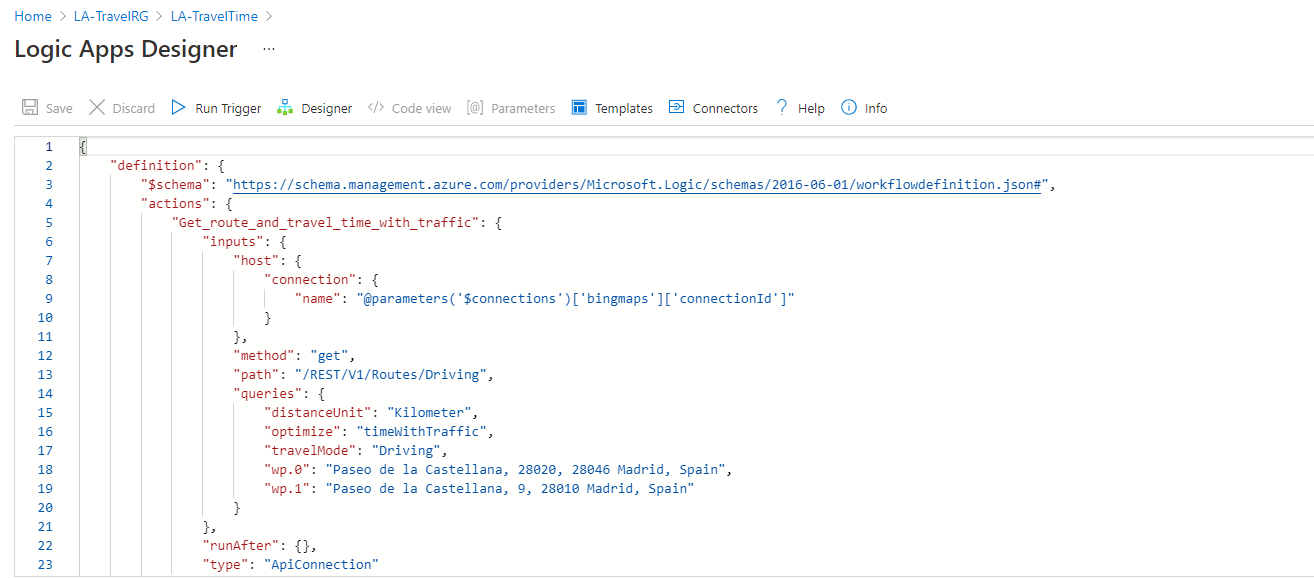 Home > LA-TravelRG > LA-TravelTime >
Logic Apps Designer ...
Save Discard Run Trigger Designer </> Code view [@] Parameters Templates Connectors ? Help Info
1 {
2 "definition": {
3 "$schema": "https://schema.management.azure.com/providers/Microsoft.Logic/schemas/2016-06-01/workflowdefinition.json#",
4 "actions": {
5 "Get_route_and_travel_time_with_traffic": {
6 "inputs": {
7 "host": {
8 "connection": {
9 "name": "@parameters('$connections')['bingmaps']['connectionId']"
10 }
11 },
12 "method": "get",
13 "path": "/REST/V1/Routes/Driving",
14 "queries": {
15 "distanceUnit": "Kilometer",
16 "optimize": "timeWithTraffic",
17 "travelMode": "Driving",
18 "wp.0": "Paseo de la Castellana, 28020, 28046 Madrid, Spain",
19 "wp.1": "Paseo de la Castellana, 9, 28010 Madrid, Spain"
20 }
21 },
22 "runAfter": {},
23 "type": "ApiConnection"